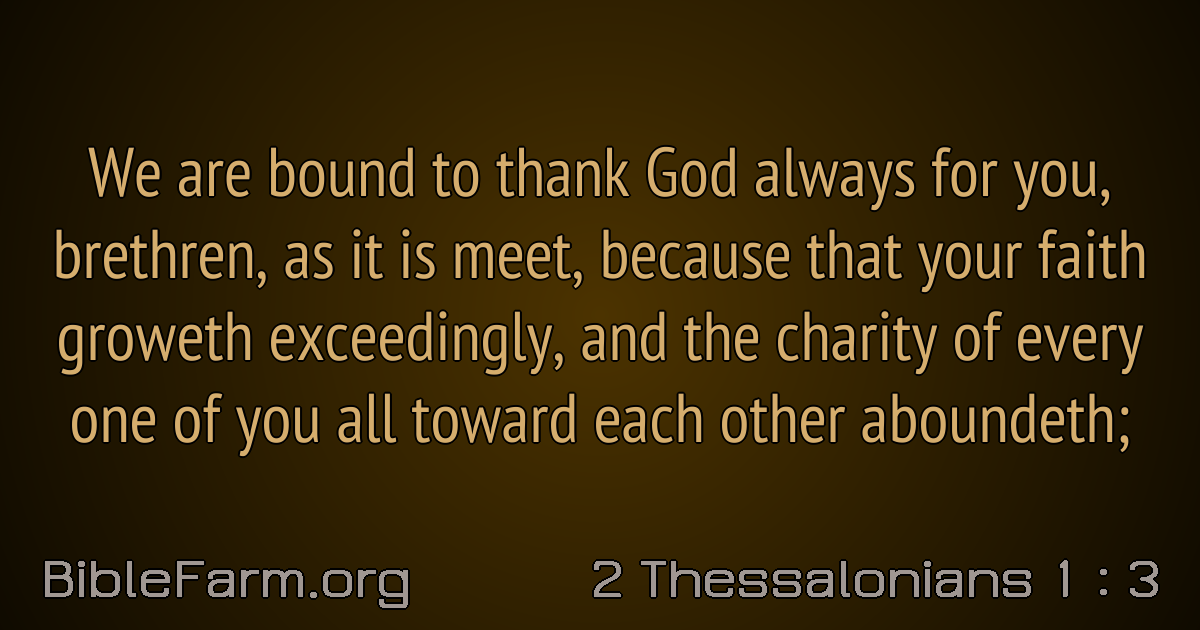 We are bound to thank God always for you,
brethren, as it is meet, because that your faith
groweth exceedingly, and the charity of every
one of you all toward each other aboundeth;
BibleFarm.org
2 Thessalonians 1 : 3